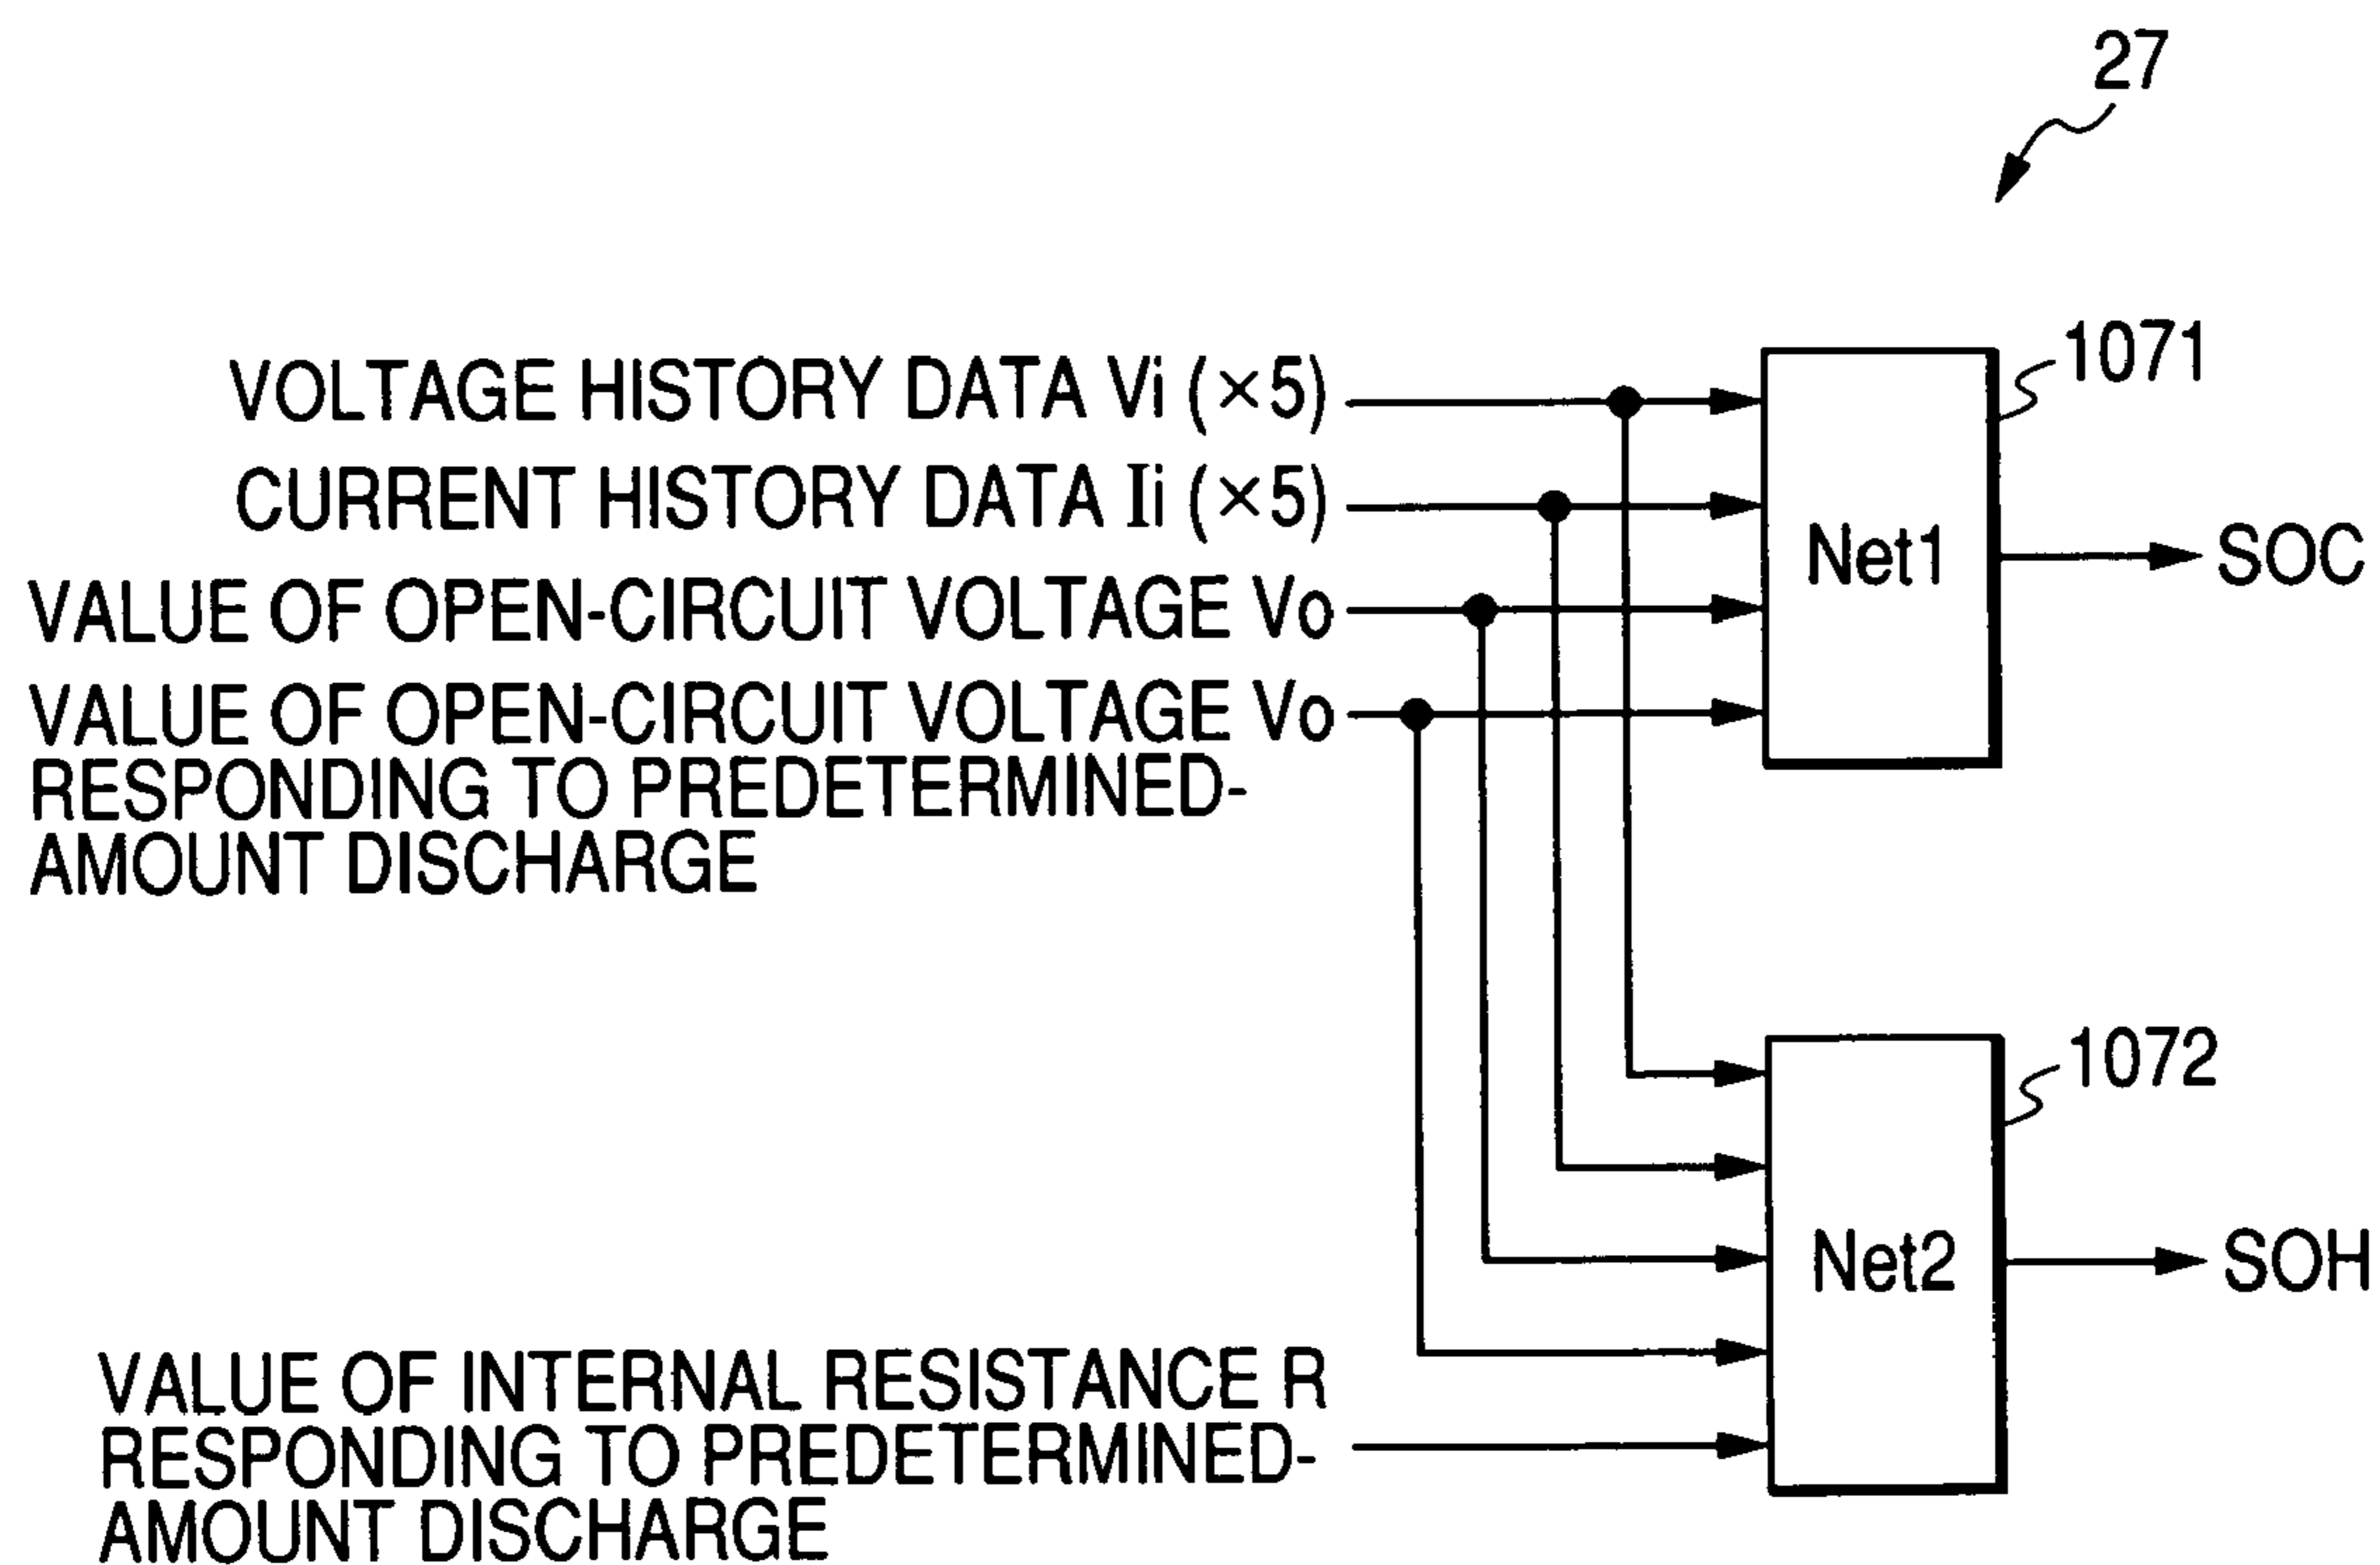 27
1071
VOLTAGE HISTORY DATA Vi (×5)
CURRENT HISTORY DATA Ii (×5)
Net1
SOC
VALUE OF OPEN-CIRCUIT VOLTAGE Vo
VALUE OF OPEN-CIRCUIT VOLTAGE Vo
RESPONDING TO PREDETERMINED-
AMOUNT DISCHARGE
1072
Net2
SOH
VALUE OF INTERNAL RESISTANCE R
RESPONDING TO PREDETERMINED-
AMOUNT DISCHARGE